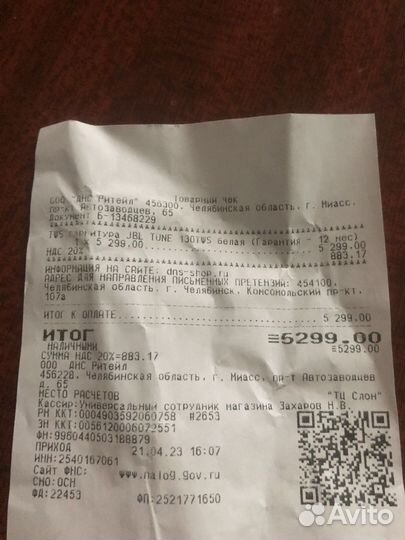 Товарный чек
ООО "ДНС Ритейл" 456300, Челябинская область, г. Миасс,
пр-кт Автозаводцев, 65
Документ Б-13468229
TWS гарнитура JBL TUNE 130TWS белая (Гарантия - 12 мес)
1 x 5 299.00 5 299.00
НДС 20% 883.17
ИНФОРМАЦИЯ НА САЙТЕ: dns-shop.ru
АДРЕС ДЛЯ НАПРАВЛЕНИЯ ПИСЬМЕННЫХ ПРЕТЕНЗИЙ: 454100,
Челябинская область, г. Челябинск, Комсомольский пр-кт,
107а
ИТОГ К ОПЛАТЕ 5 299.00
ИТОГ ≡5299.00
НАЛИЧНЫМИ ≡5299.00
СУММА НДС 20%=883.17
ООО ДНС Ритейл
456228, Челябинская область, г. Миасс, пр-т Автозаводцев
д. 65
МЕСТО РАСЧЕТОВ "ТЦ Слон"
Кассир:Универсальный сотрудник магазина Захаров Н.В.
РН ККТ:0004903592060758 #2653
ЗН ККТ:0056120006072551
ФН:9960440503188879
ПРИХОД 21.04.23 16:07
ИНН:2540167061
Сайт ФНС: www.nalog.gov.ru
СНО:ОСН
ФД:22453 ФП:2521771650
Avito